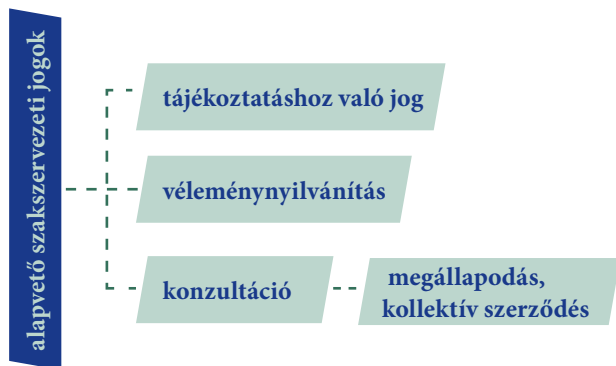 alapvető szakszervezeti jogok
tájékoztatáshoz való jog
véleménynyilvánítás
konzultáció
megállapodás,
kollektív szerződés